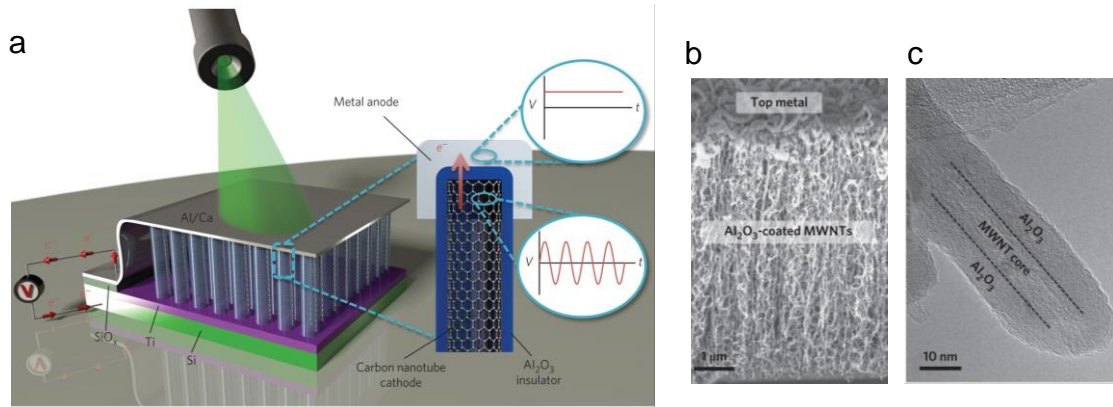 a
Metal anode
e⁻
V
t
Al/Ca
V
t
e⁻
e⁻
V
SiOₓ
Ti
Si
Carbon nanotube
cathode
Al₂O₃
insulator
b
Top metal
Al₂O₃-coated MWNTs
1 μm
c
Al₂O₃
MWNT core
Al₂O₃
10 nm